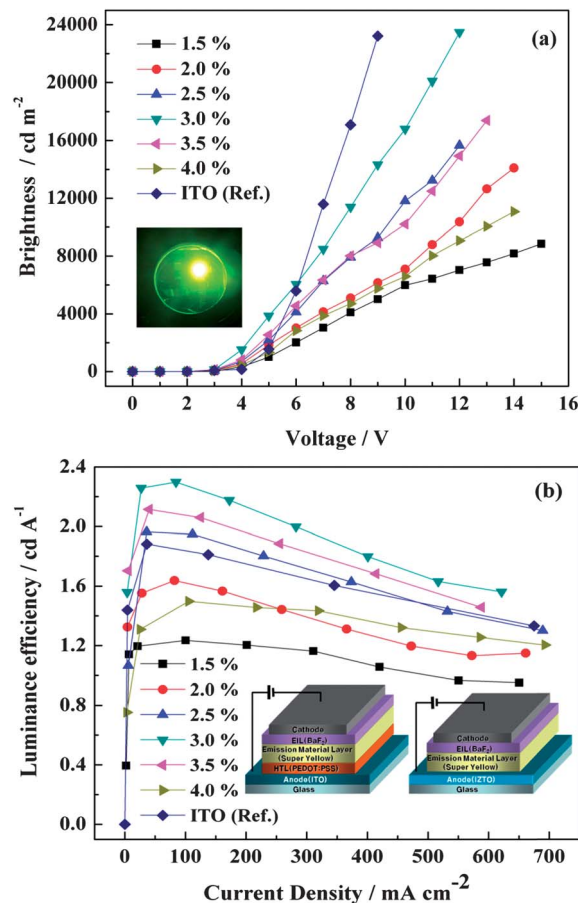 (a)
24000
20000
16000
12000
8000
4000
0
Brightness / cd m-2
1.5 %
2.0 %
2.5 %
3.0 %
3.5 %
4.0 %
ITO (Ref.)
0 2 4 6 8 10 12 14 16
Voltage / V
(b)
2.4
2.0
1.6
1.2
0.8
0.4
0.0
Luminance efficiency / cd A-1
1.5 %
2.0 %
2.5 %
3.0 %
3.5 %
4.0 %
ITO (Ref.)
Cathode
EIL(BaF2)
Emission Material Layer
(Super Yellow)
HTL(PEDOT:PSS)
Anode(ITO)
Glass
Cathode
EIL(BaF2)
Emission Material Layer
(Super Yellow)
Anode(IZTO)
Glass
0 100 200 300 400 500 600 700
Current Density / mA cm-2